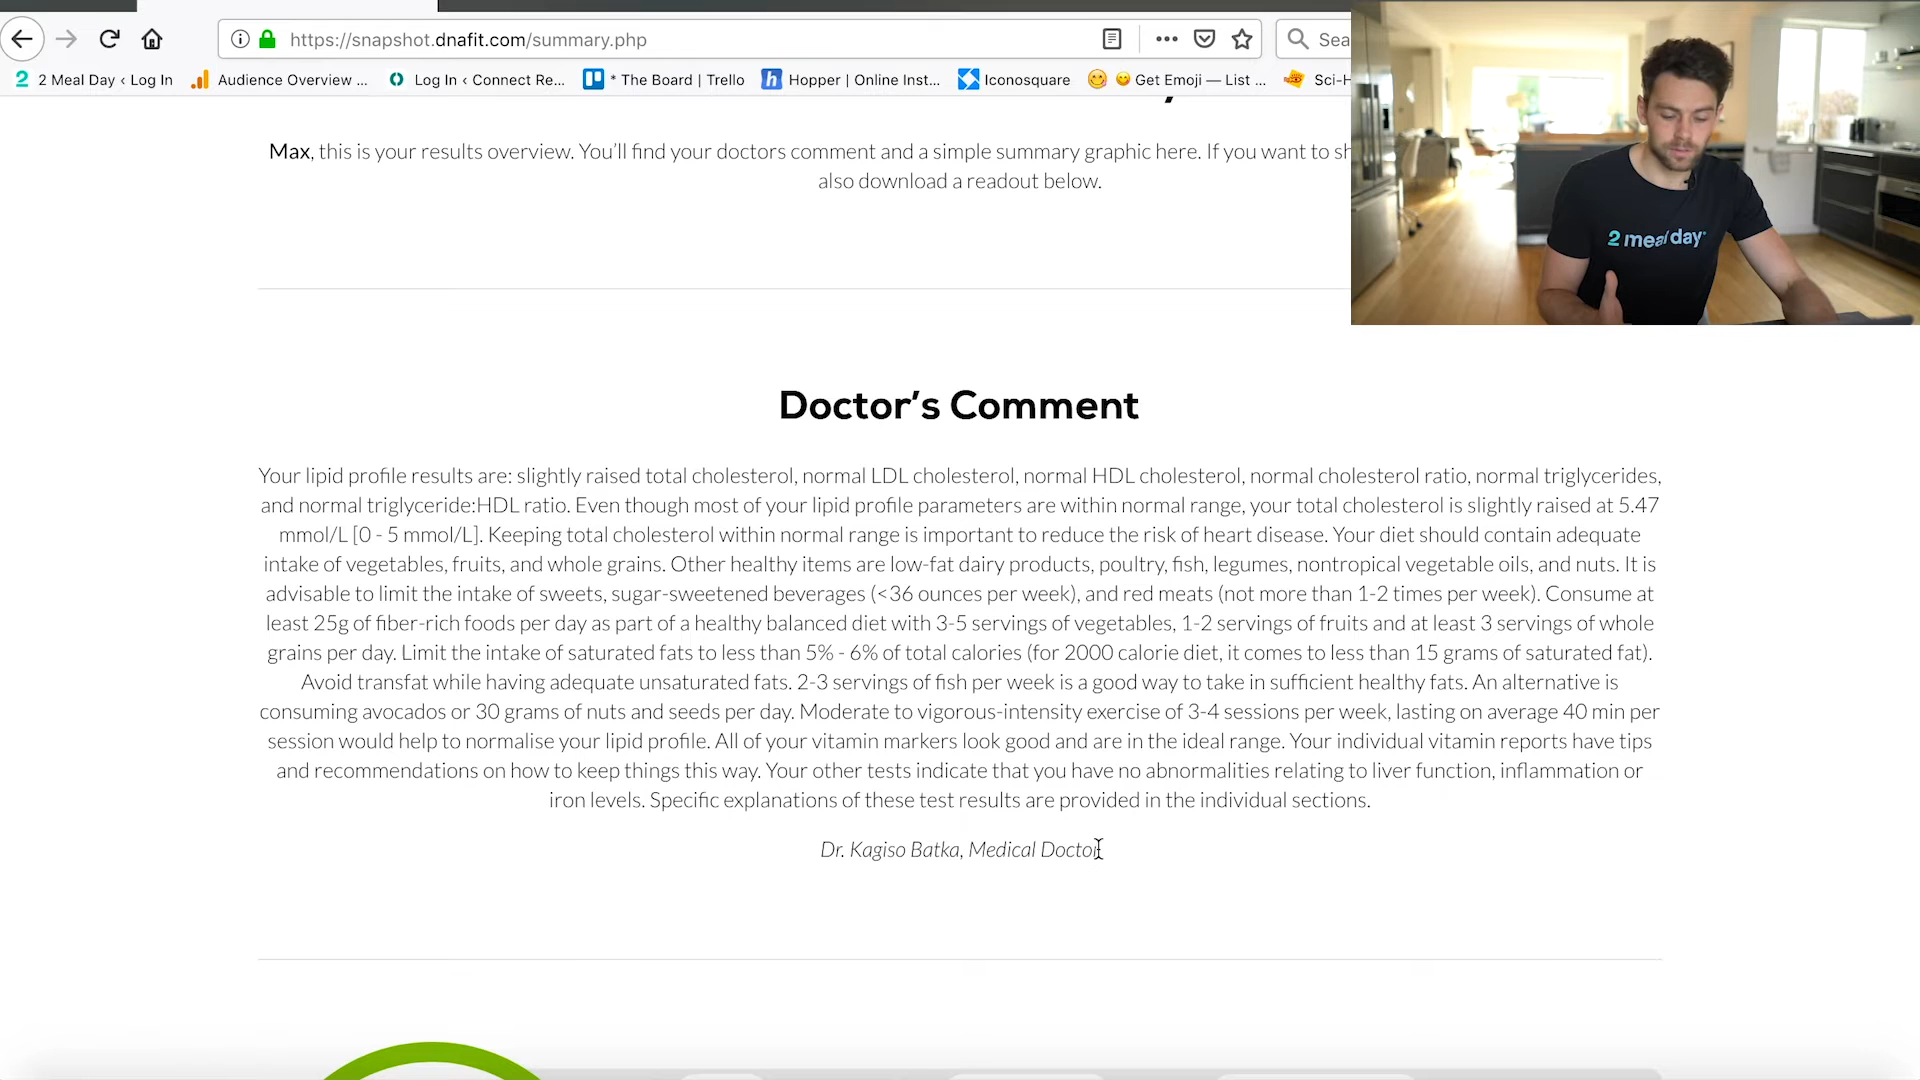 https://snapshot.dnafit.com/summary.php
Sea
2 Meal Day ‹ Log In
Audience Overview ...
Log In ‹ Connect Re...
* The Board | Trello
Hopper | Online Inst...
Iconosquare
Get Emoji — List ...
Sci-H
Max, this is your results overview. You'll find your doctors comment and a simple summary graphic here. If you want to sh
also download a readout below.
2 meal day
Doctor's Comment
Your lipid profile results are: slightly raised total cholesterol, normal LDL cholesterol, normal HDL cholesterol, normal cholesterol ratio, normal triglycerides,
and normal triglyceride:HDL ratio. Even though most of your lipid profile parameters are within normal range, your total cholesterol is slightly raised at 5.47
mmol/L [0 - 5 mmol/L]. Keeping total cholesterol within normal range is important to reduce the risk of heart disease. Your diet should contain adequate
intake of vegetables, fruits, and whole grains. Other healthy items are low-fat dairy products, poultry, fish, legumes, nontropical vegetable oils, and nuts. It is
advisable to limit the intake of sweets, sugar-sweetened beverages (<36 ounces per week), and red meats (not more than 1-2 times per week). Consume at
least 25g of fiber-rich foods per day as part of a healthy balanced diet with 3-5 servings of vegetables, 1-2 servings of fruits and at least 3 servings of whole
grains per day. Limit the intake of saturated fats to less than 5% - 6% of total calories (for 2000 calorie diet, it comes to less than 15 grams of saturated fat).
Avoid transfat while having adequate unsaturated fats. 2-3 servings of fish per week is a good way to take in sufficient healthy fats. An alternative is
consuming avocados or 30 grams of nuts and seeds per day. Moderate to vigorous-intensity exercise of 3-4 sessions per week, lasting on average 40 min per
session would help to normalise your lipid profile. All of your vitamin markers look good and are in the ideal range. Your individual vitamin reports have tips
and recommendations on how to keep things this way. Your other tests indicate that you have no abnormalities relating to liver function, inflammation or
iron levels. Specific explanations of these test results are provided in the individual sections.
Dr. Kagiso Batka, Medical Doctor